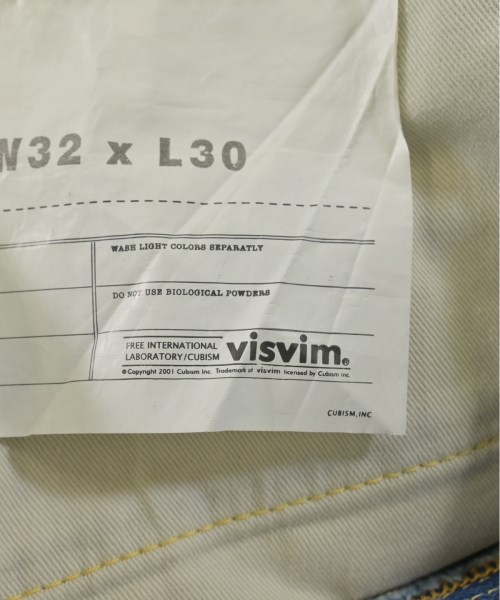 W32 x L30
WASH LIGHT COLORS SEPARATLY
DO NOT USE BIOLOGICAL POWDERS
FREE INTERNATIONAL
LABORATORY/CUBISM
visvim®
©Copyright 2001 Cubism Inc. Trademark of visvim licensed by Cubism Inc.
CUBISM,INC